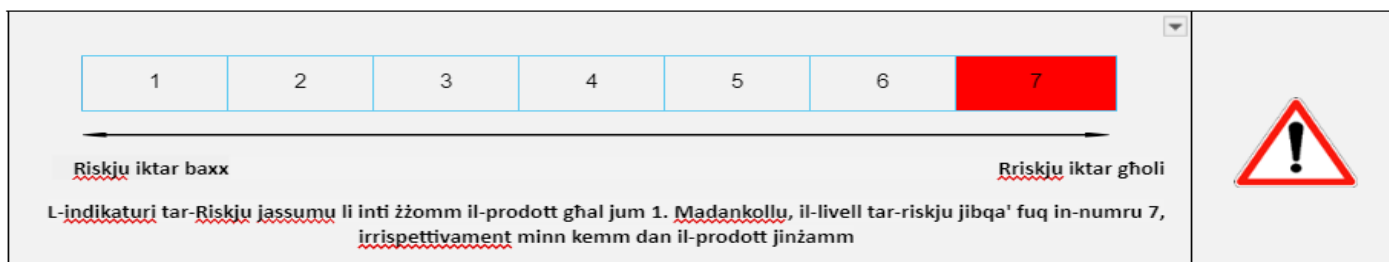 1 2 3 4 5 6 7
Riskju iktar baxx Rriskju iktar għoli
L-indikaturi tar-Riskju jassumu li inti żżomm il-prodott għal jum 1. Madankollu, il-livell tar-riskju jibqa' fuq in-numru 7,
irrispettivament minn kemm dan il-prodott jinżamm